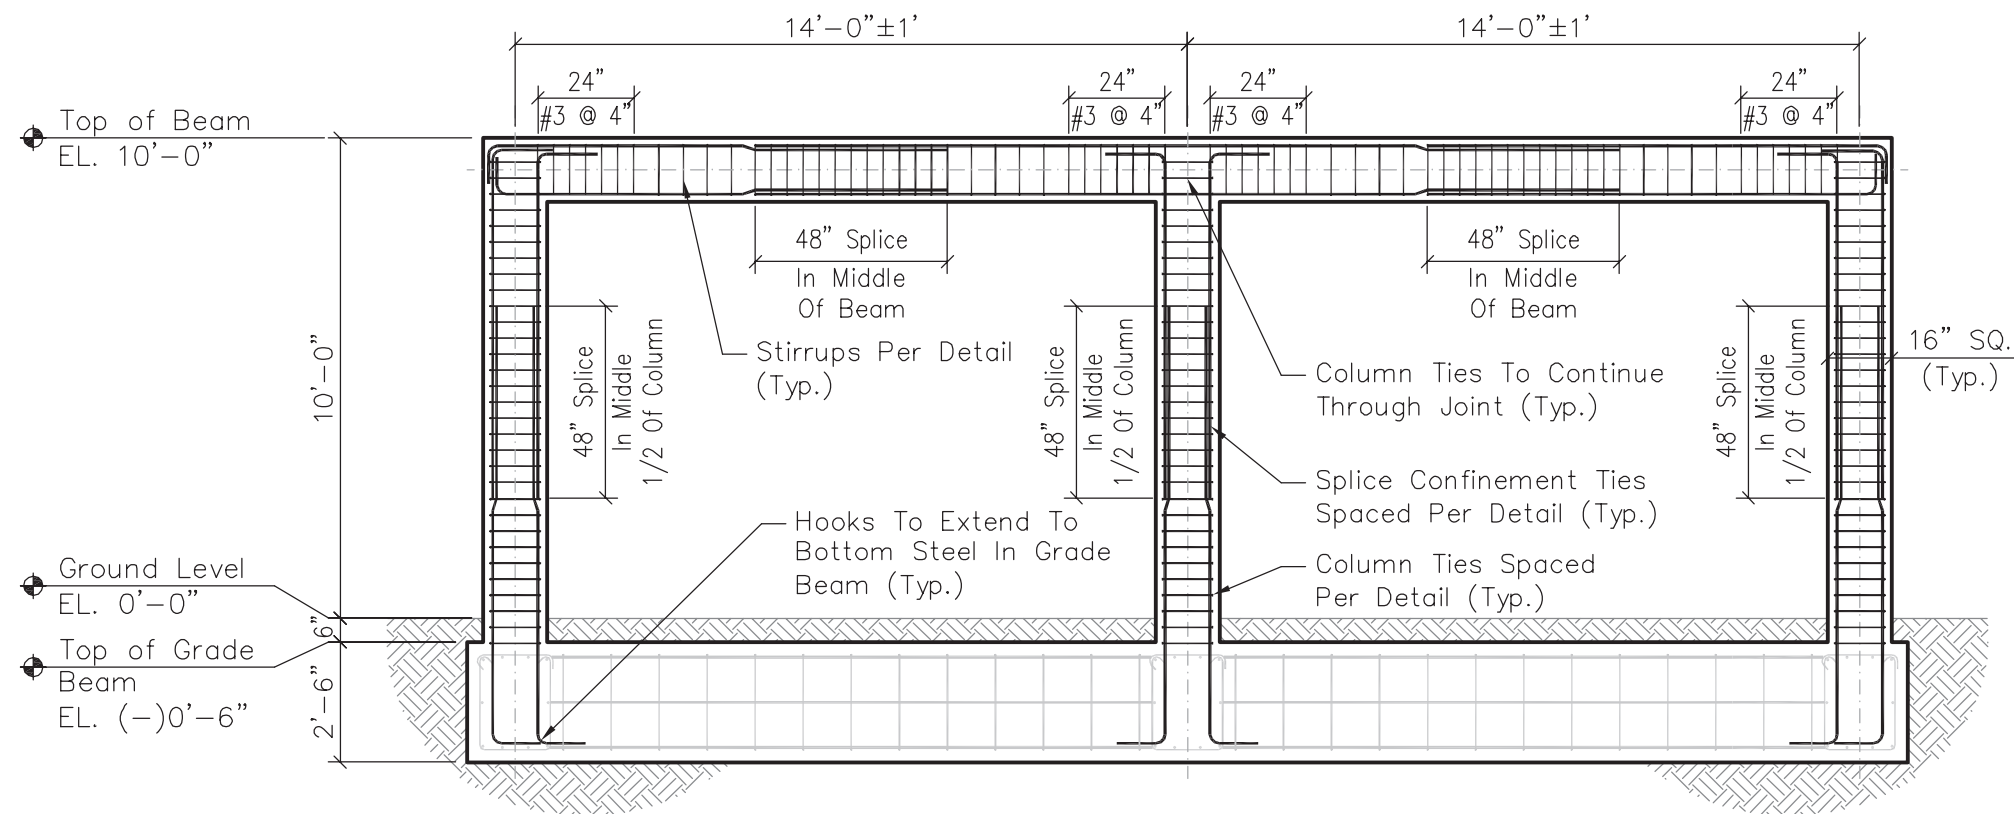 14'-0"±1'
14'-0"±1'
24"
#3 @ 4"
24"
#3 @ 4"
24"
#3 @ 4"
24"
#3 @ 4"
Top of Beam
EL. 10'-0"
48" Splice
In Middle
Of Beam
48" Splice
In Middle
Of Beam
10'-0"
48" Splice
In Middle
1/2 Of Column
Stirrups Per Detail
(Typ.)
48" Splice
In Middle
1/2 Of Column
Column Ties To Continue
Through Joint (Typ.)
48" Splice
In Middle
1/2 Of Column
16" SQ.
(Typ.)
Splice Confinement Ties
Spaced Per Detail (Typ.)
Hooks To Extend To
Bottom Steel In Grade
Beam (Typ.)
Column Ties Spaced
Per Detail (Typ.)
Ground Level
EL. 0'-0"
6"
Top of Grade
Beam
EL. (-)0'-6"
2'-6"